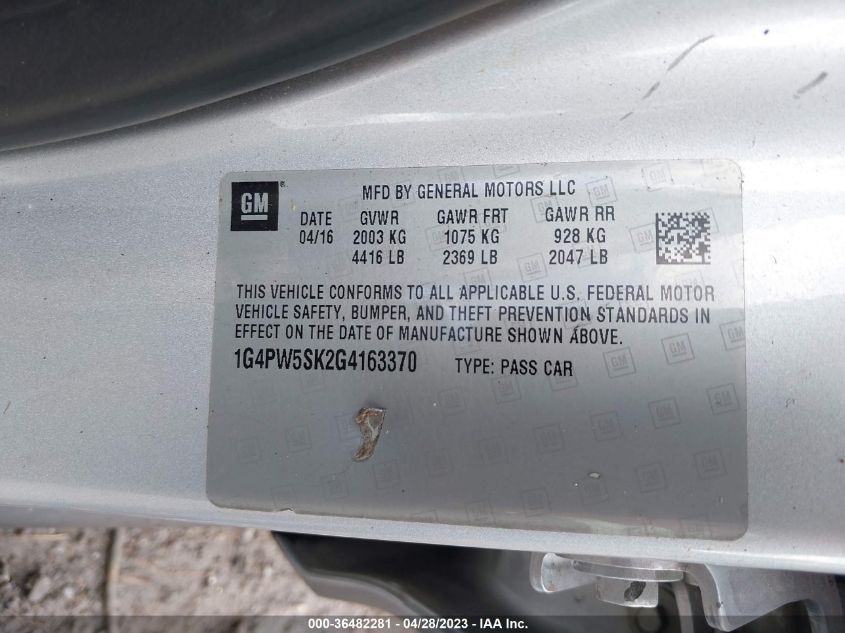 GM
MFD BY GENERAL MOTORS LLC
DATE GVWR GAWR FRT GAWR RR
04/16 2003 KG 1075 KG 928 KG
4416 LB 2369 LB 2047 LB
THIS VEHICLE CONFORMS TO ALL APPLICABLE U.S. FEDERAL MOTOR
VEHICLE SAFETY, BUMPER, AND THEFT PREVENTION STANDARDS IN
EFFECT ON THE DATE OF MANUFACTURE SHOWN ABOVE.
1G4PW5SK2G4163370 TYPE: PASS CAR
000-36482281 - 04/28/2023 - IAA Inc.